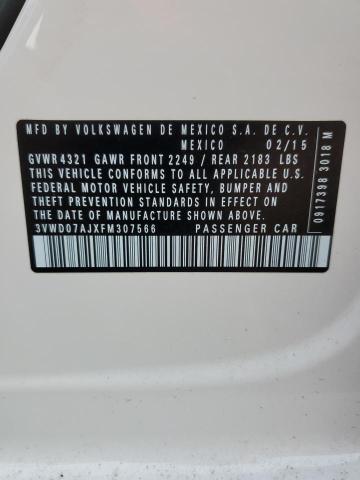 MFD BY VOLKSWAGEN DE MEXICO S.A. DE C.V.
MEXICO 02/15
GVWR 4321 GAWR FRONT 2249 / REAR 2183 LBS
THIS VEHICLE CONFORMS TO ALL APPLICABLE U.S.
FEDERAL MOTOR VEHICLE SAFETY, BUMPER AND
THEFT PREVENTION STANDARDS IN EFFECT ON
THE DATE OF MANUFACTURE SHOWN ABOVE.
3VWD07AJXFM307566 PASSENGER CAR
0917398 3018 M